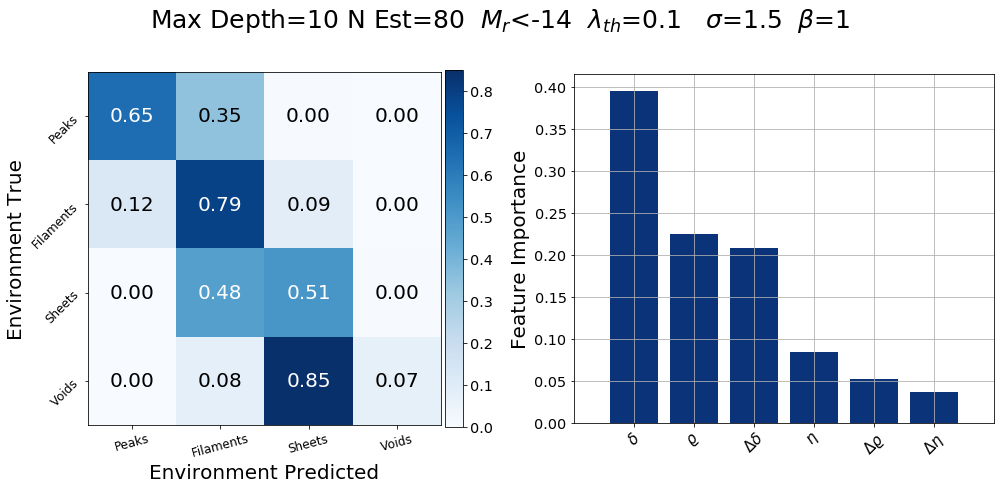 Max Depth=10 N Est=80 $M_r$<-14 $\lambda_{th}$=0.1 $\sigma$=1.5 $\beta$=1
Environment True
Peaks
Filaments
Sheets
Voids
0.65 0.35 0.00 0.00
0.12 0.79 0.09 0.00
0.00 0.48 0.51 0.00
0.00 0.08 0.85 0.07
Peaks Filaments Sheets Voids
Environment Predicted
0.8
0.7
0.6
0.5
0.4
0.3
0.2
0.1
0.0
Feature Importance
0.40
0.35
0.30
0.25
0.20
0.15
0.10
0.05
0.00
δ ϱ Δδ η Δϱ Δη